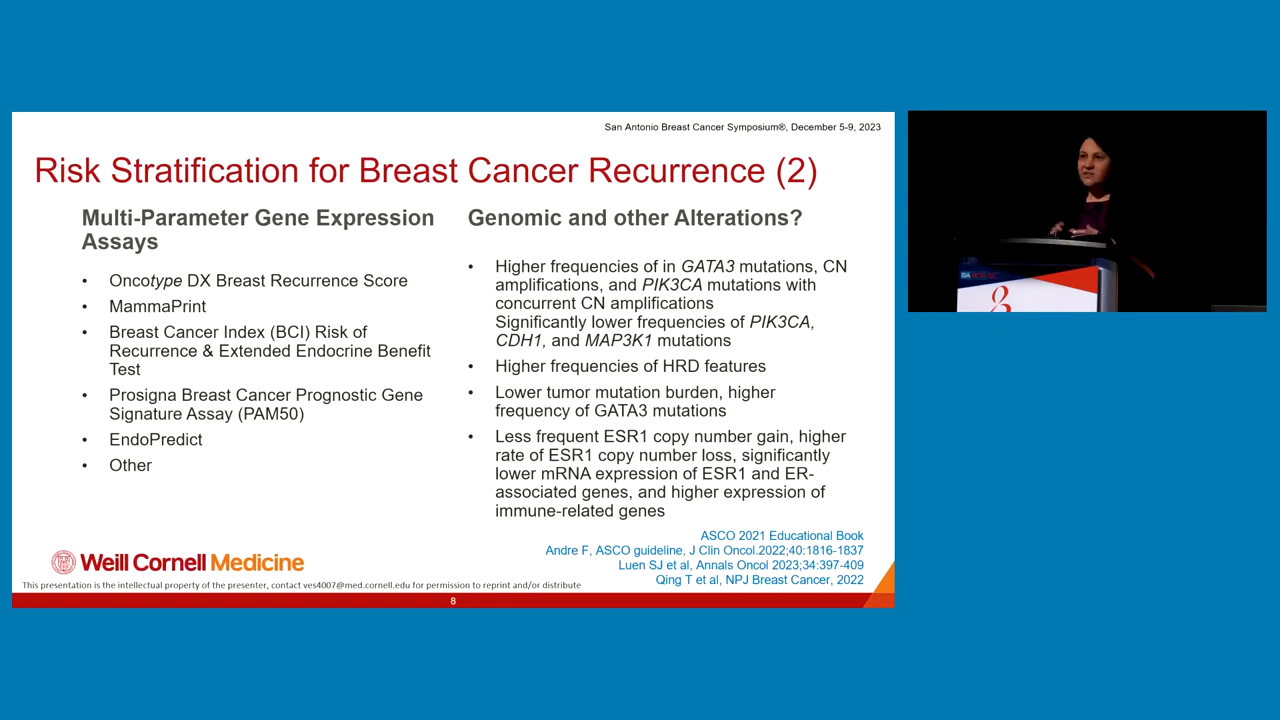 San Antonio Breast Cancer Symposium®, December 5-9, 2023
Risk Stratification for Breast Cancer Recurrence (2)
Multi-Parameter Gene Expression
Assays
• Oncotype DX Breast Recurrence Score
• MammaPrint
• Breast Cancer Index (BCI) Risk of
Recurrence & Extended Endocrine Benefit
Test
• Prosigna Breast Cancer Prognostic Gene
Signature Assay (PAM50)
• EndoPredict
• Other
Genomic and other Alterations?
• Higher frequencies of in GATA3 mutations, CN
amplifications, and PIK3CA mutations with
concurrent CN amplifications
Significantly lower frequencies of PIK3CA,
CDH1, and MAP3K1 mutations
• Higher frequencies of HRD features
• Lower tumor mutation burden, higher
frequency of GATA3 mutations
• Less frequent ESR1 copy number gain, higher
rate of ESR1 copy number loss, significantly
lower mRNA expression of ESR1 and ER-
associated genes, and higher expression of
immune-related genes
ASCO 2021 Educational Book
Andre F, ASCO guideline, J Clin Oncol.2022;40:1816-1837
Luen SJ et al, Annals Oncol 2023;34:397-409
Qing T et al, NPJ Breast Cancer, 2022
Weill Cornell Medicine
This presentation is the intellectual property of the presenter, contact ves4007@med.cornell.edu for permission to reprint and/or distribute
8